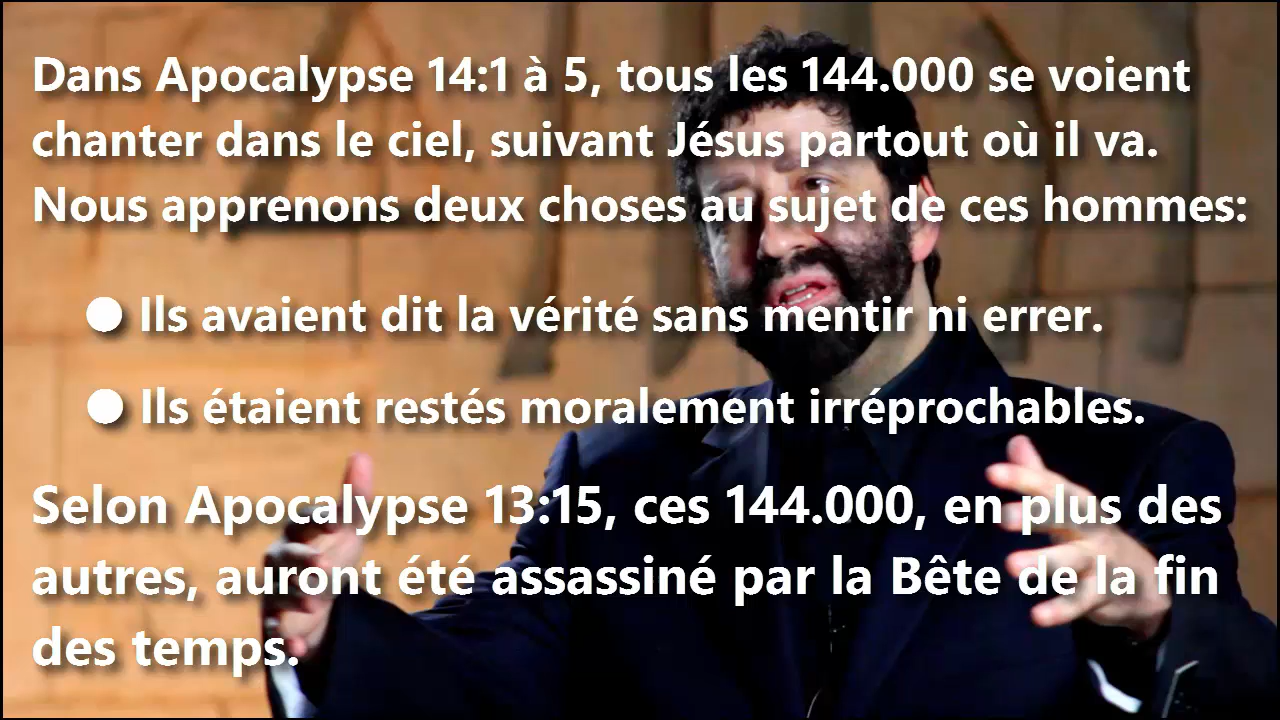 Dans Apocalypse 14:1 à 5, tous les 144.000 se voient
chanter dans le ciel, suivant Jésus partout où il va.
Nous apprenons deux choses au sujet de ces hommes:
● Ils avaient dit la vérité sans mentir ni errer.
● Ils étaient restés moralement irréprochables.
Selon Apocalypse 13:15, ces 144.000, en plus des
autres, auront été assassiné par la Bête de la fin
des temps.